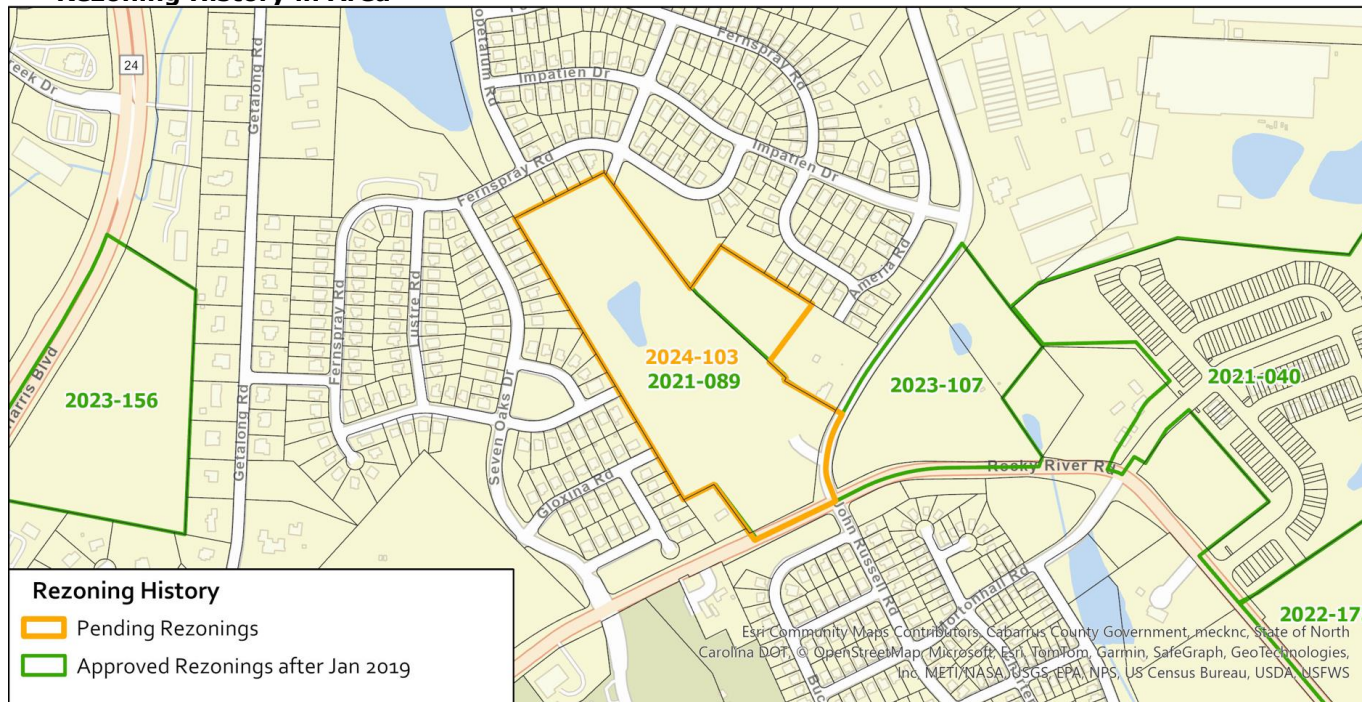 Rezoning History in Area
24
Getalong Rd
Impatien Dr
Fernspray Rd
Impatien Dr
Fernspray Rd
Ameria Rd
Fernspray Rd
Lustre Rd
Harris Blvd
2023-156
Getalong Rd
Seven Oaks Dr
Gloxina Rd
2024-103
2021-089
2023-107
2021-040
Rocky River Rd
John Russell Rd
Mortonhall Rd
2022-17
Rezoning History
Pending Rezonings
Approved Rezonings after Jan 2019
Esri Community Maps Contributors, Cabarrus County Government, mecknc, State of North
Carolina DOT, © OpenStreetMap, Microsoft, Esri, TomTom, Garmin, SafeGraph, GeoTechnologies,
Inc, METI/NASA, USGS, EPA, NPS, US Census Bureau, USDA, USFWS